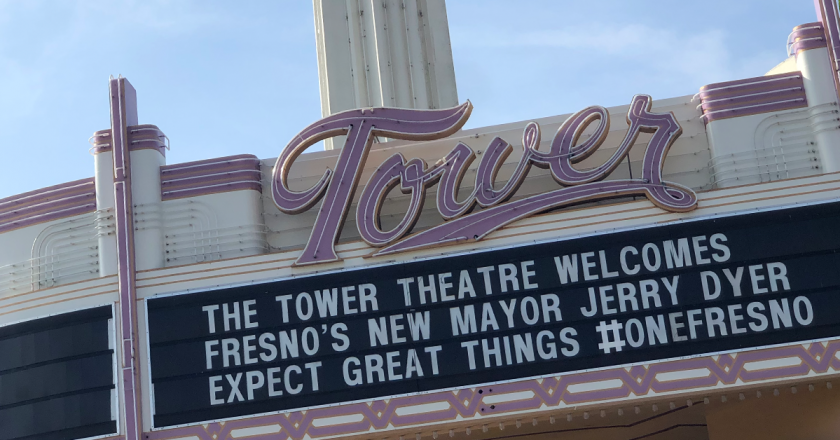 Tower
THE TOWER THEATRE WELCOMES
FRESNO'S NEW MAYOR JERRY DYER
EXPECT GREAT THINGS #ONEFRESNO